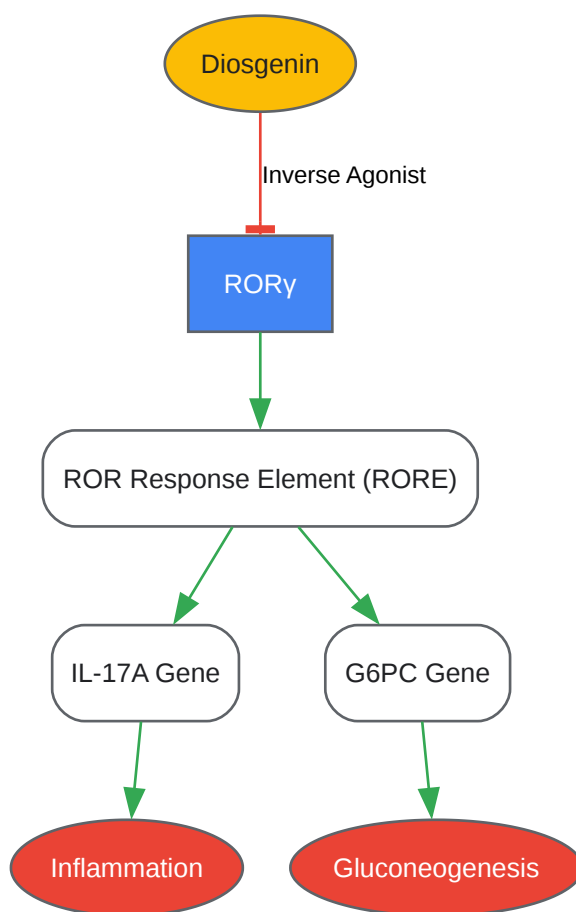 Diosgenin
Inverse Agonist
RORγ
ROR Response Element (RORE)
IL-17A Gene
G6PC Gene
Inflammation
Gluconeogenesis